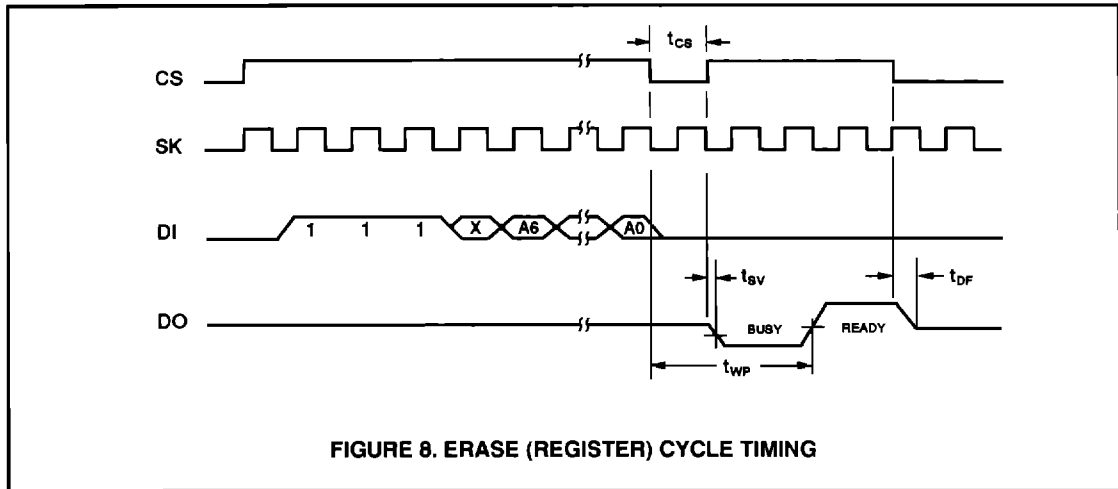 tCS
CS
SK
DI 1 1 1 X A6 A0
tSV
tDF
DO BUSY READY
tWP
FIGURE 8. ERASE (REGISTER) CYCLE TIMING